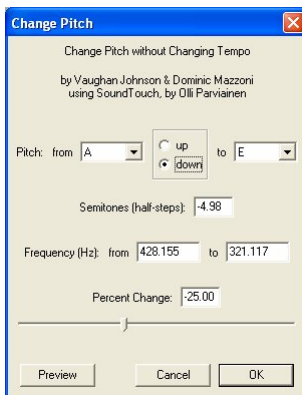 Change Pitch
Change Pitch without Changing Tempo
by Vaughan Johnson & Dominic Mazzoni
using SoundTouch, by Olli Parviainen
Pitch: from A up down to E
Semitones (half-steps): -4.98
Frequency (Hz): from 428.155 to 321.117
Percent Change: -25.00
Preview Cancel OK